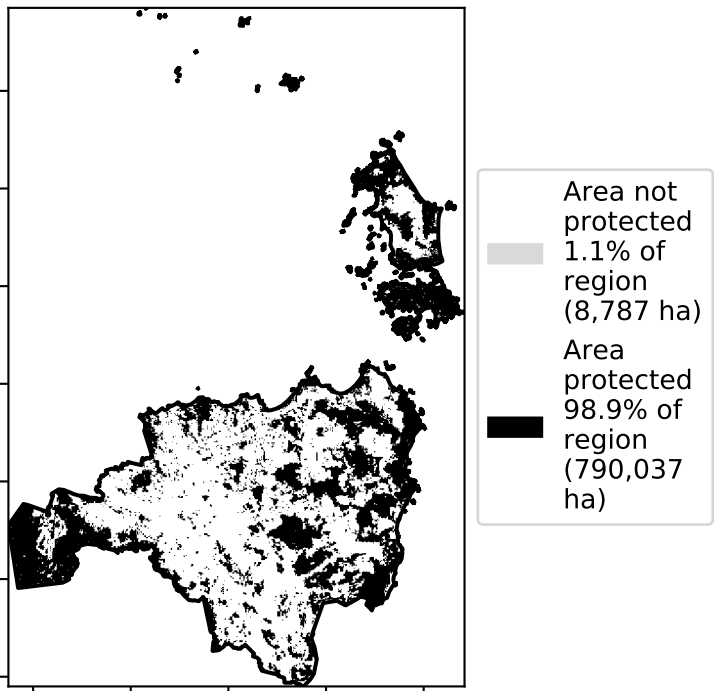 Area not
protected
1.1% of
region
(8,787 ha)
Area
protected
98.9% of
region
(790,037
ha)